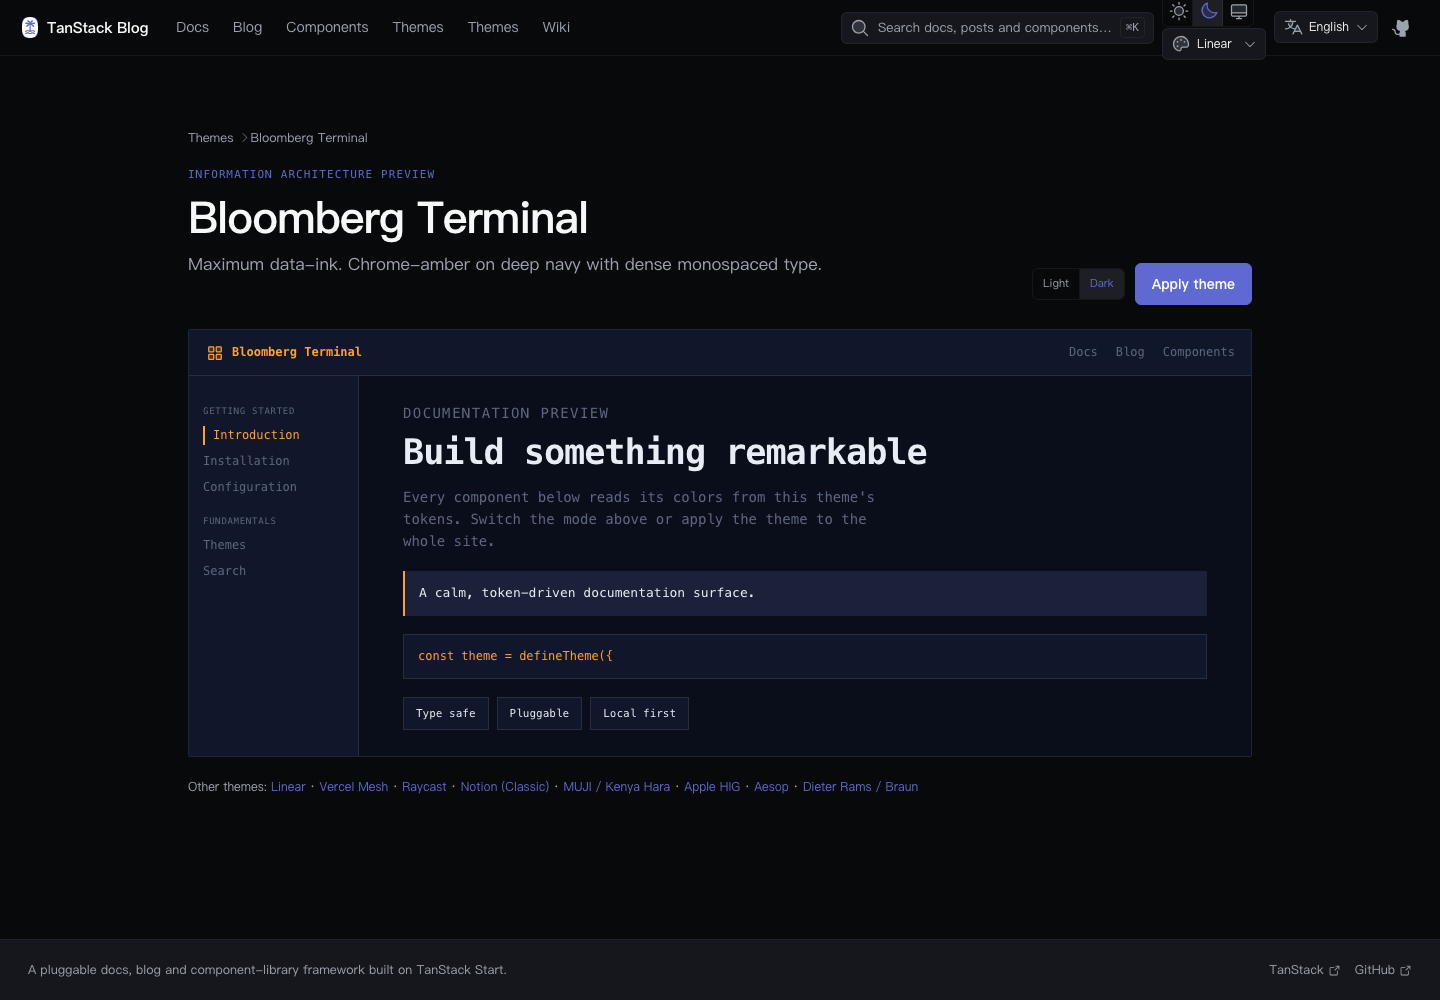 TanStack Blog Docs Blog Components Themes Themes Wiki Search docs, posts and components... ⌘K Linear English
Themes Bloomberg Terminal
INFORMATION ARCHITECTURE PREVIEW
Bloomberg Terminal
Maximum data-ink. Chrome-amber on deep navy with dense monospaced type.
Light Dark Apply theme
Bloomberg Terminal Docs Blog Components
GETTING STARTED
Introduction
Installation
Configuration
FUNDAMENTALS
Themes
Search
DOCUMENTATION PREVIEW
Build something remarkable
Every component below reads its colors from this theme's
tokens. Switch the mode above or apply the theme to the
whole site.
A calm, token-driven documentation surface.
const theme = defineTheme({
Type safe Pluggable Local first
Other themes: Linear · Vercel Mesh · Raycast · Notion (Classic) · MUJI / Kenya Hara · Apple HIG · Aesop · Dieter Rams / Braun
A pluggable docs, blog and component-library framework built on TanStack Start. TanStack GitHub